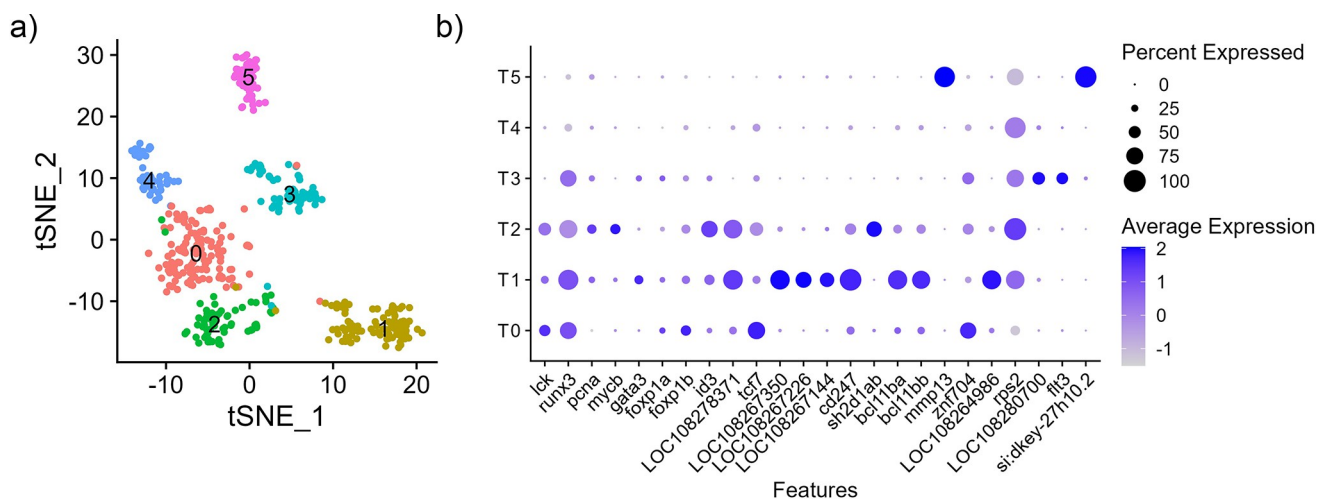 a)
30
20
10
0
-10
-10
0
10
20
tSNE_1
tSNE_2
5
4
3
0
2
1
b)
T5
T4
T3
T2
T1
T0
lck
runx3
pcna
mycb
gata3
foxp1a
foxp1b
id3
LOC108278371
tcf7
LOC108267350
LOC108267226
LOC108267144
cd247
sh2d1ab
bcl11ba
bcl11bb
mmp13
znf704
LOC108264986
rps2
LOC108280700
flt3
si:dkey-27h10.2
Features
Percent Expressed
0
25
50
75
100
Average Expression
2
1
0
-1